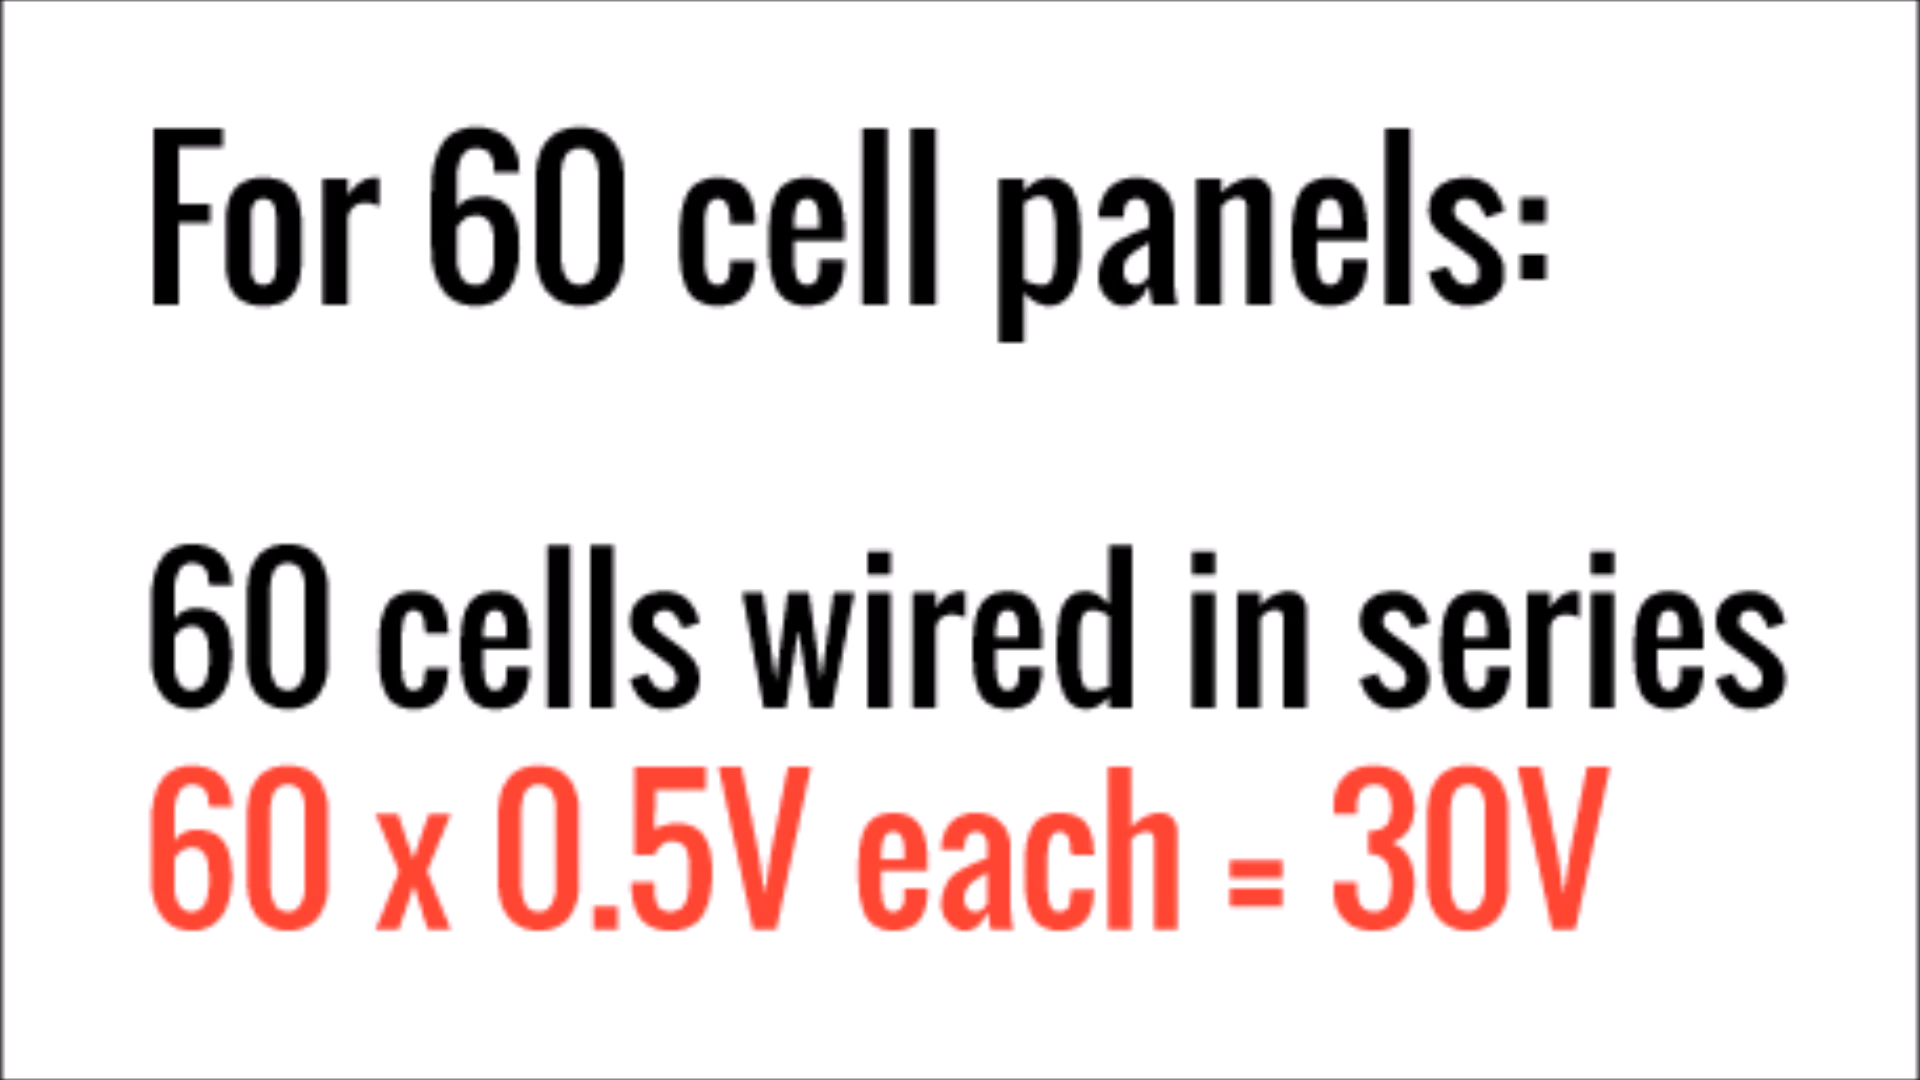 For 60 cell panels:
60 cells wired in series
60 x 0.5V each = 30V